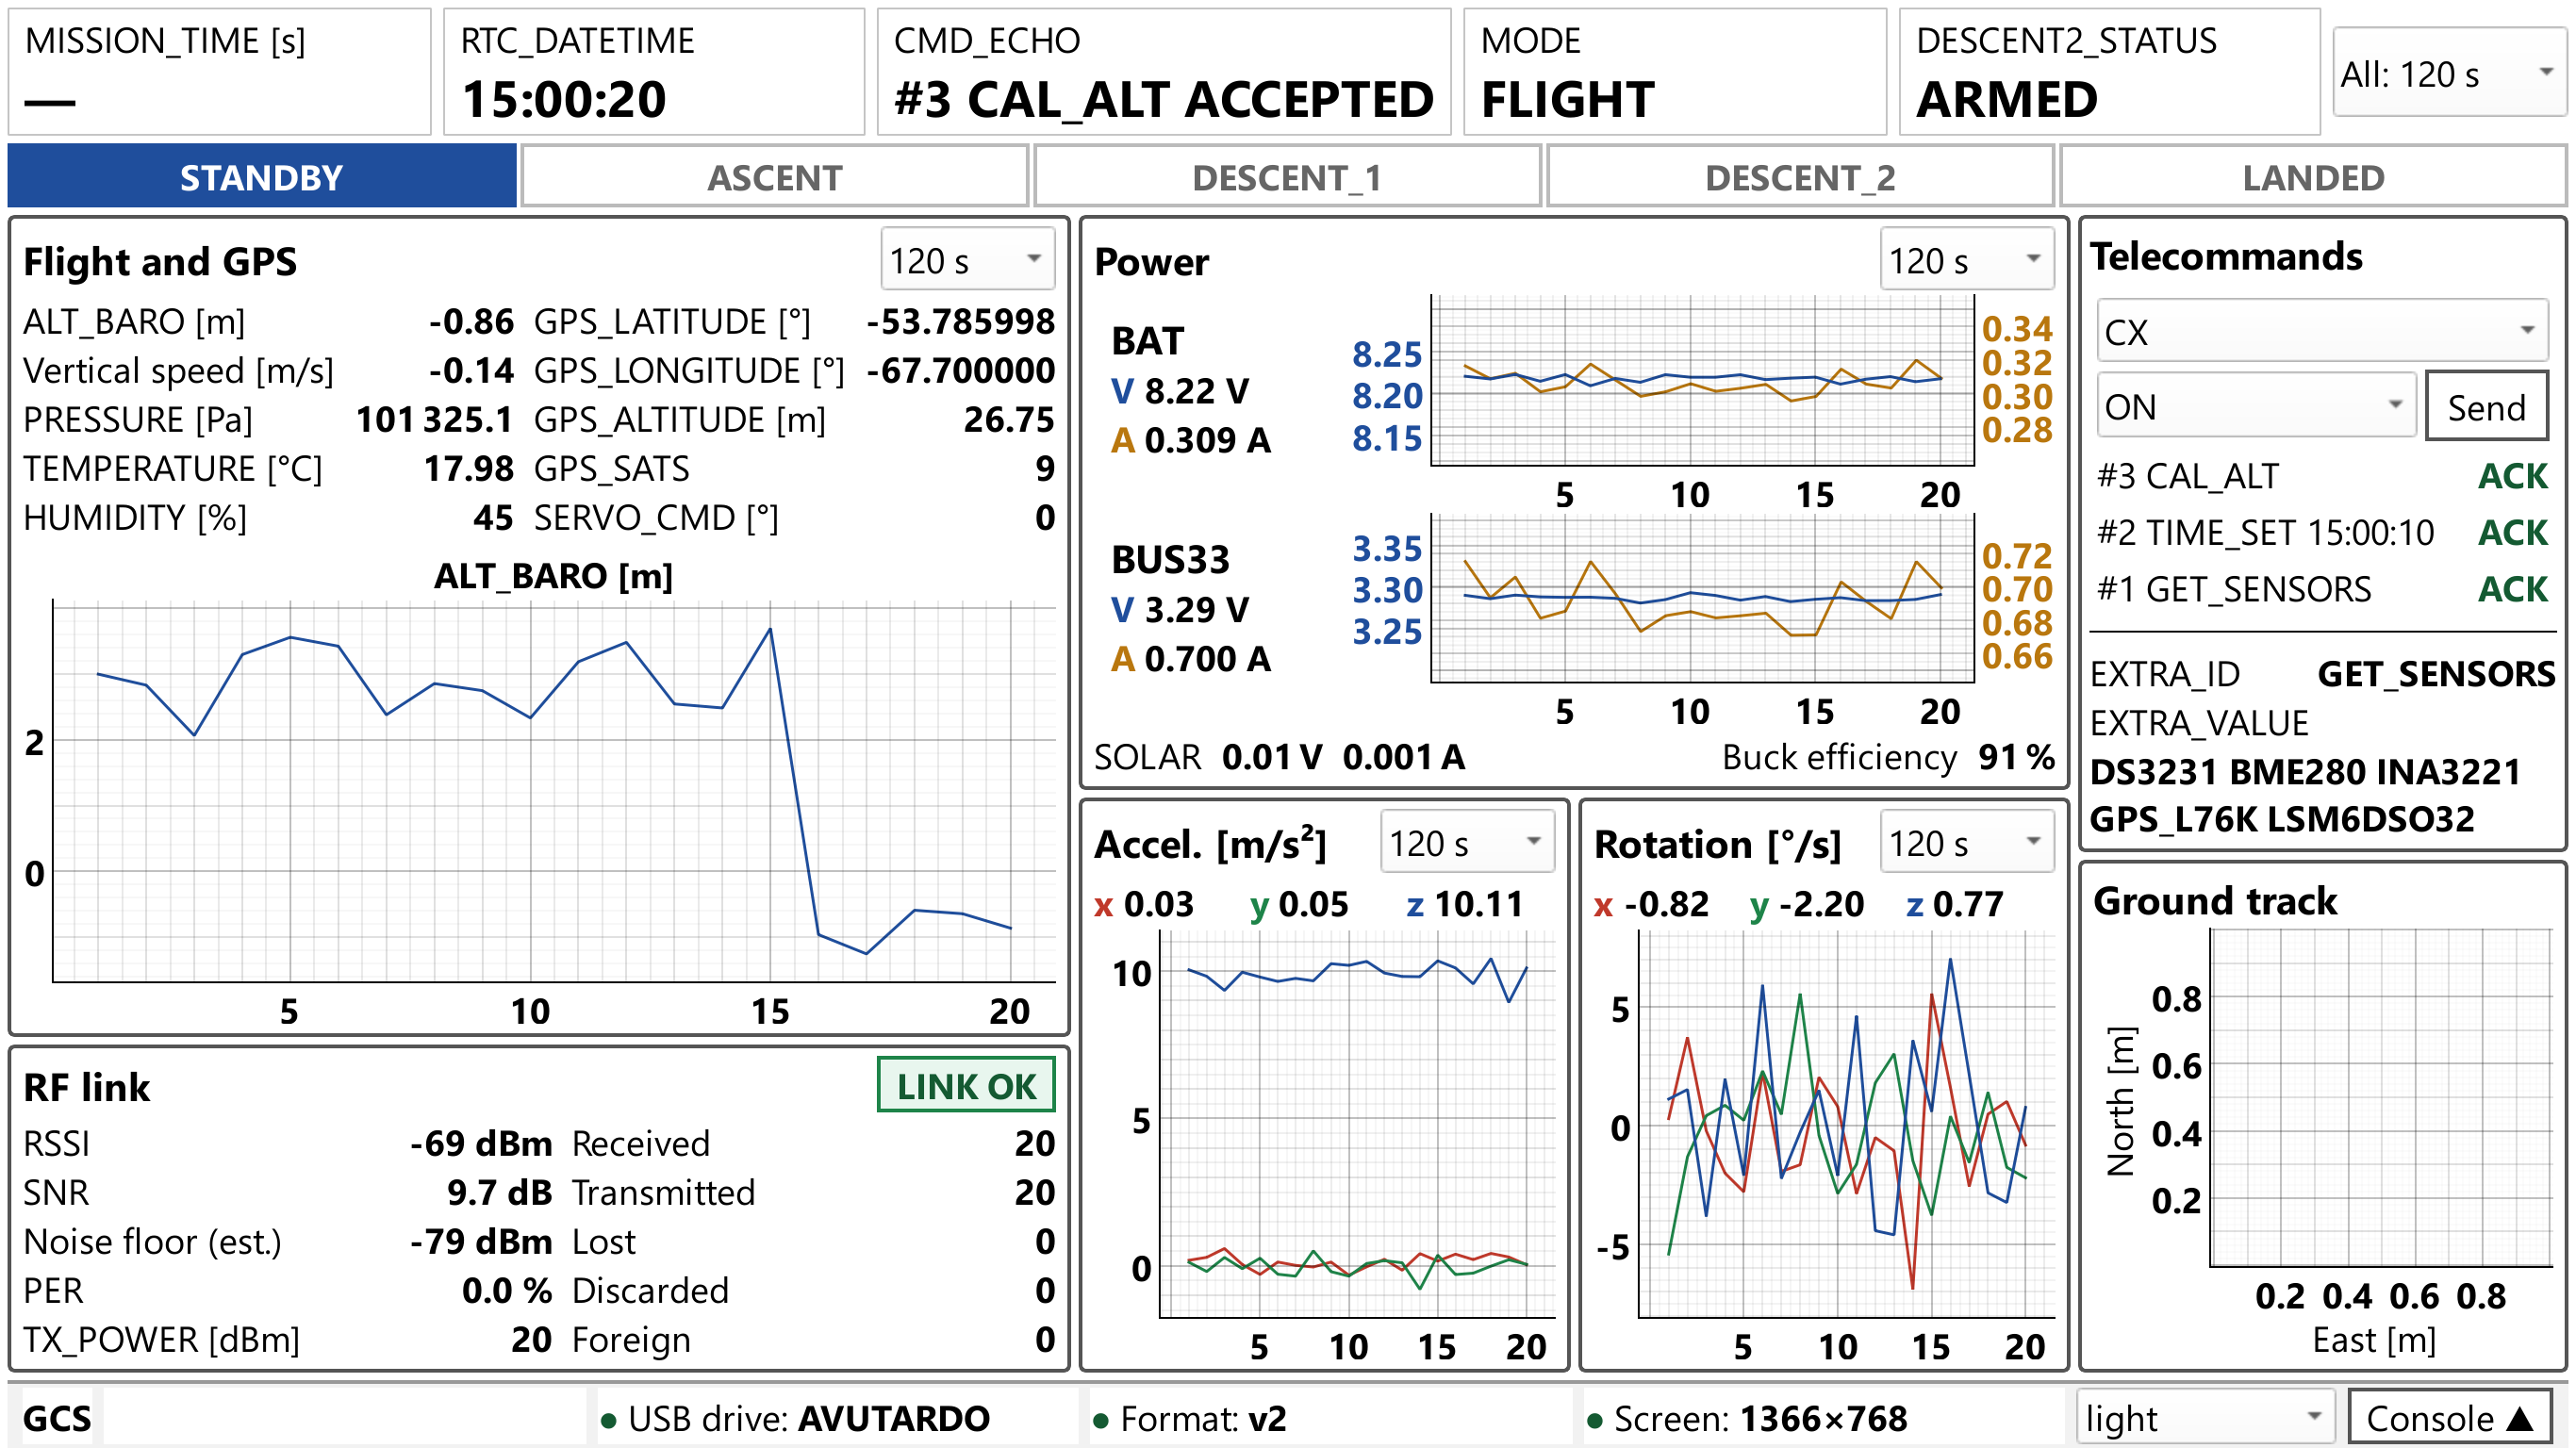 MISSION_TIME [s]
—
RTC_DATETIME
15:00:20
CMD_ECHO
#3 CAL_ALT ACCEPTED
MODE
FLIGHT
DESCENT2_STATUS
ARMED
All: 120 s
STANDBY
ASCENT
DESCENT_1
DESCENT_2
LANDED
Flight and GPS
120 s
ALT_BARO [m] -0.86 GPS_LATITUDE [°] -53.785998
Vertical speed [m/s] -0.14 GPS_LONGITUDE [°] -67.700000
PRESSURE [Pa] 101 325.1 GPS_ALTITUDE [m] 26.75
TEMPERATURE [°C] 17.98 GPS_SATS 9
HUMIDITY [%] 45 SERVO_CMD [°] 0
ALT_BARO [m]
2
0
5 10 15 20
RF link
LINK OK
RSSI -69 dBm Received 20
SNR 9.7 dB Transmitted 20
Noise floor (est.) -79 dBm Lost 0
PER 0.0 % Discarded 0
TX_POWER [dBm] 20 Foreign 0
Power
120 s
BAT
V 8.22 V
A 0.309 A
8.25
8.20
8.15
0.34
0.32
0.30
0.28
5 10 15 20
BUS33
V 3.29 V
A 0.700 A
3.35
3.30
3.25
0.72
0.70
0.68
0.66
5 10 15 20
SOLAR 0.01 V 0.001 A Buck efficiency 91 %
Accel. [m/s²]
120 s
x 0.03 y 0.05 z 10.11
10
5
0
5 10 15 20
Rotation [°/s]
120 s
x -0.82 y -2.20 z 0.77
5
0
-5
5 10 15 20
Telecommands
CX
ON
Send
#3 CAL_ALT ACK
#2 TIME_SET 15:00:10 ACK
#1 GET_SENSORS ACK
EXTRA_ID GET_SENSORS
EXTRA_VALUE
DS3231 BME280 INA3221
GPS_L76K LSM6DSO32
Ground track
North [m]
0.8
0.6
0.4
0.2
0.2 0.4 0.6 0.8
East [m]
GCS
● USB drive: AVUTARDO
● Format: v2
● Screen: 1366×768
light
Console ▲